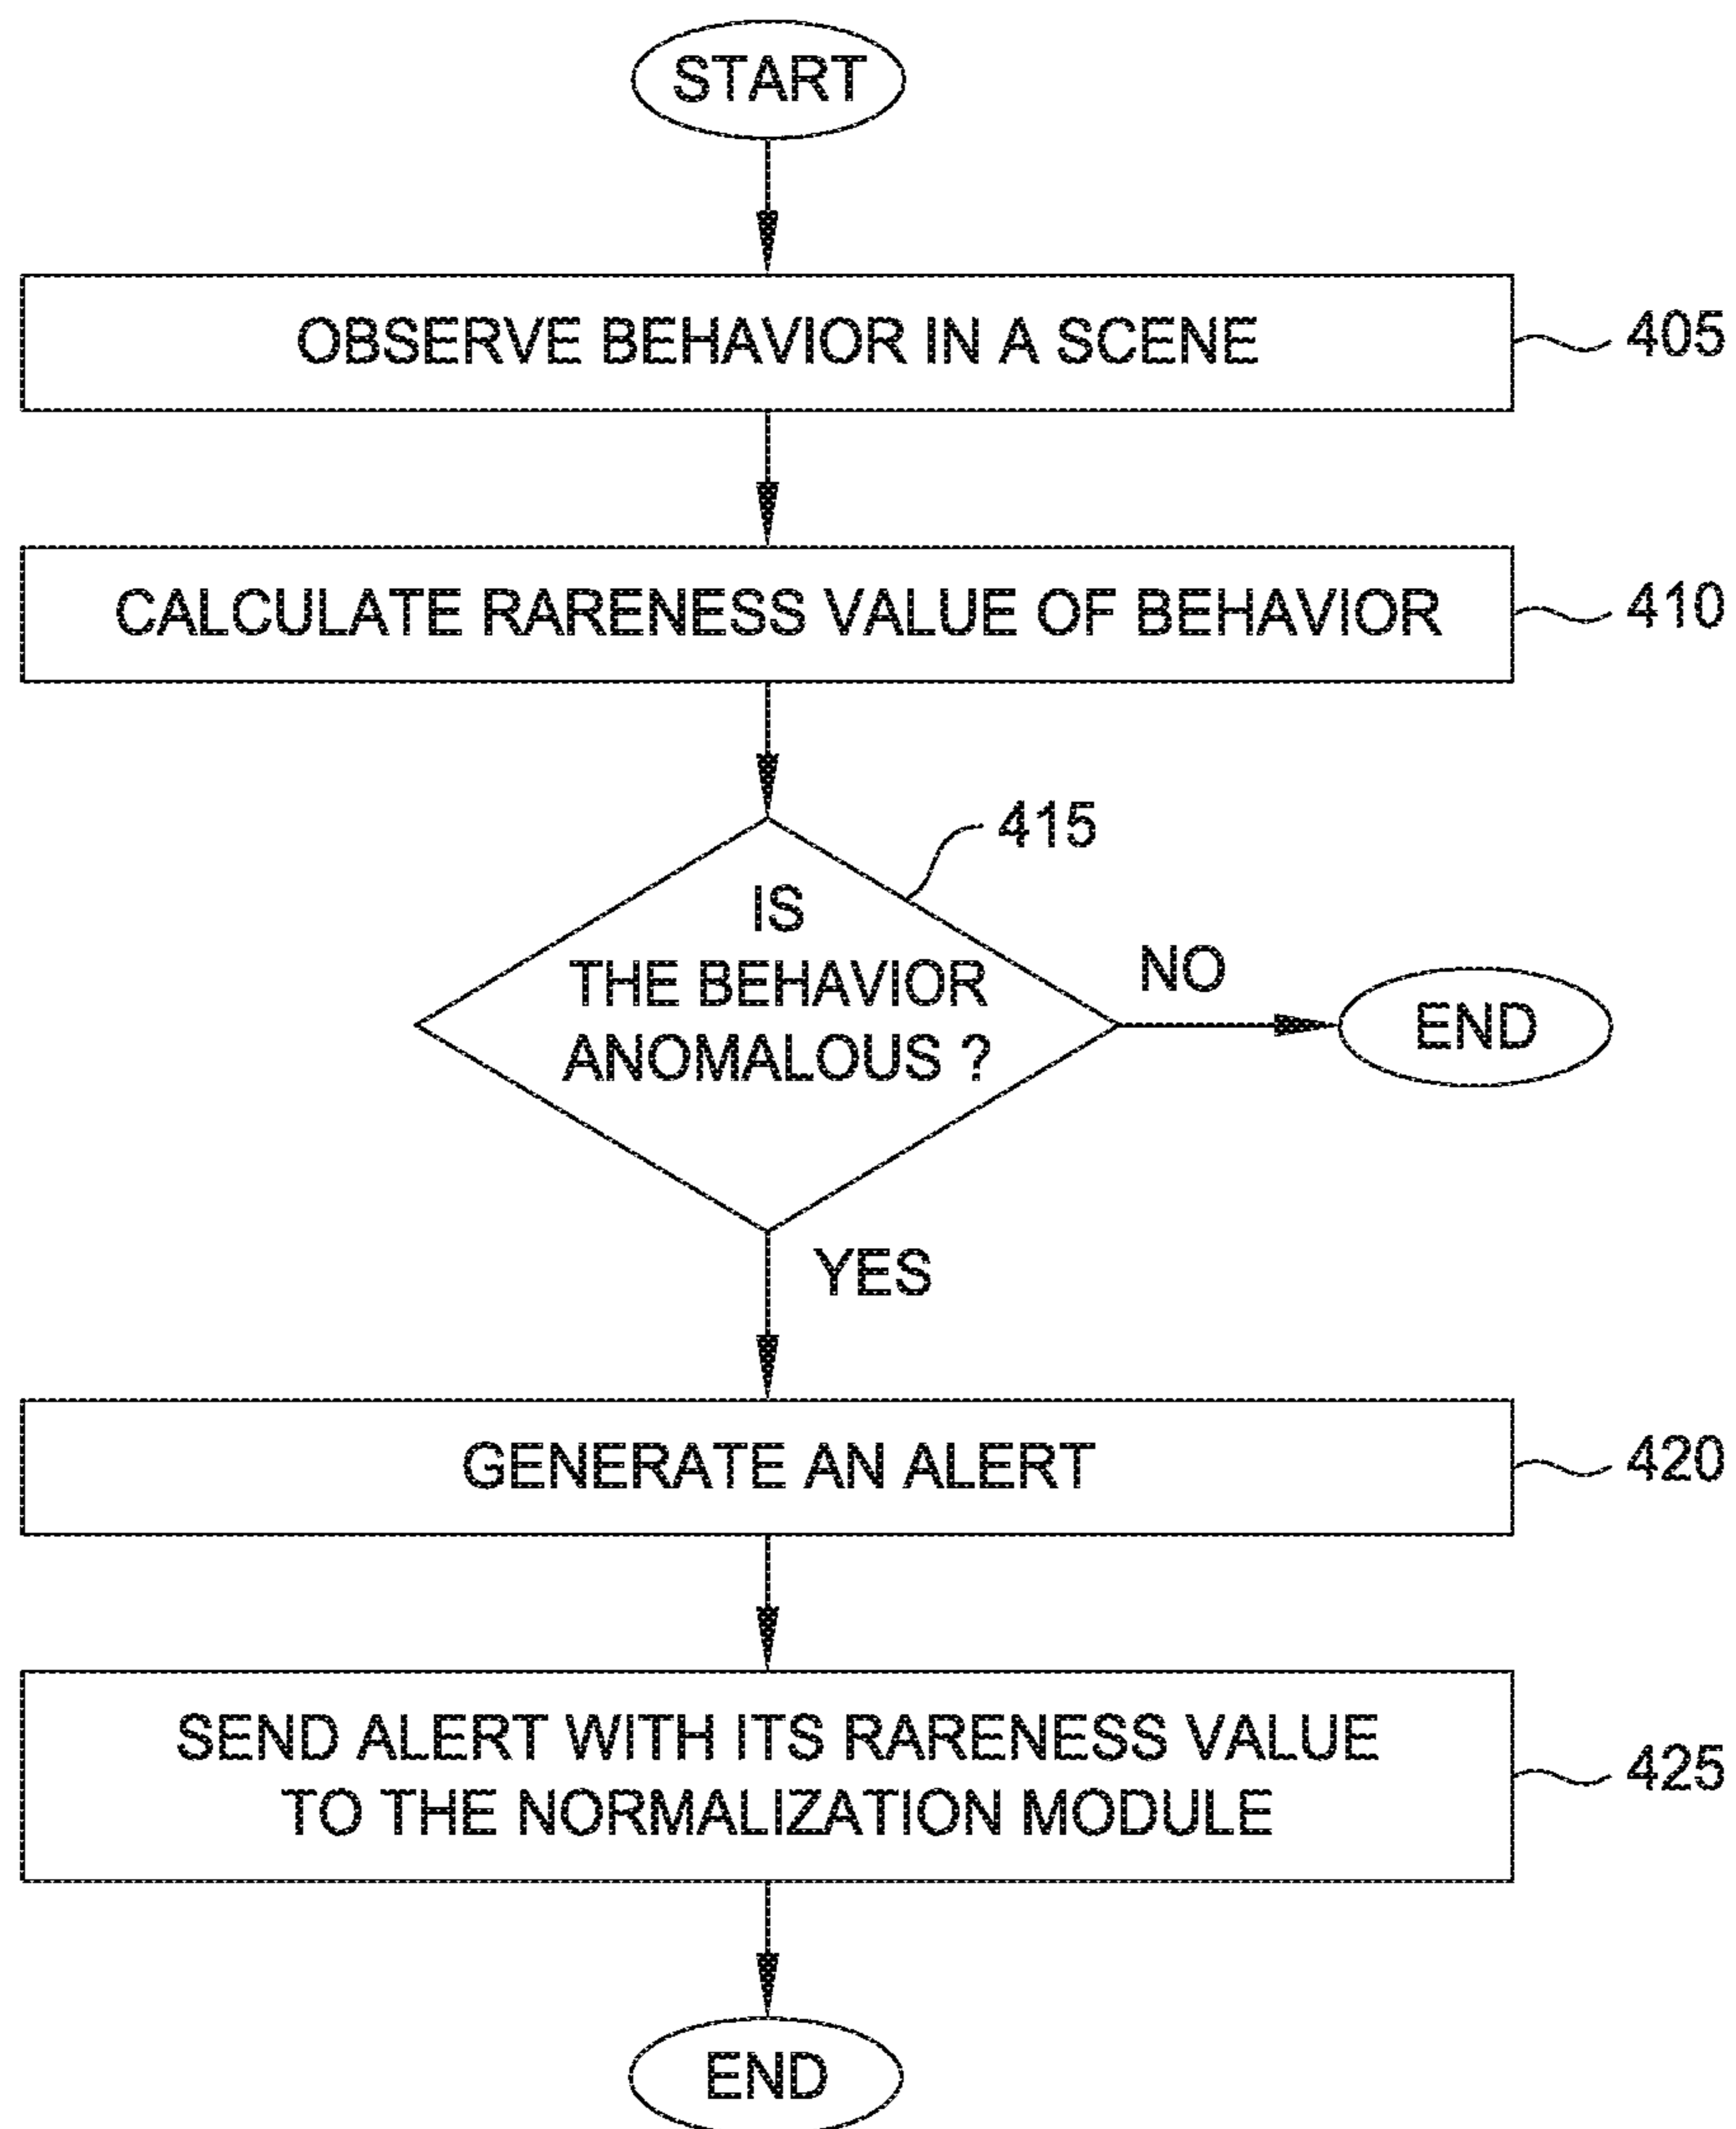 START
OBSERVE BEHAVIOR IN A SCENE
405
CALCULATE RARENESS VALUE OF BEHAVIOR
410
415
IS
THE BEHAVIOR
ANOMALOUS ?
NO
END
YES
GENERATE AN ALERT
420
SEND ALERT WITH ITS RARENESS VALUE
TO THE NORMALIZATION MODULE
425
END